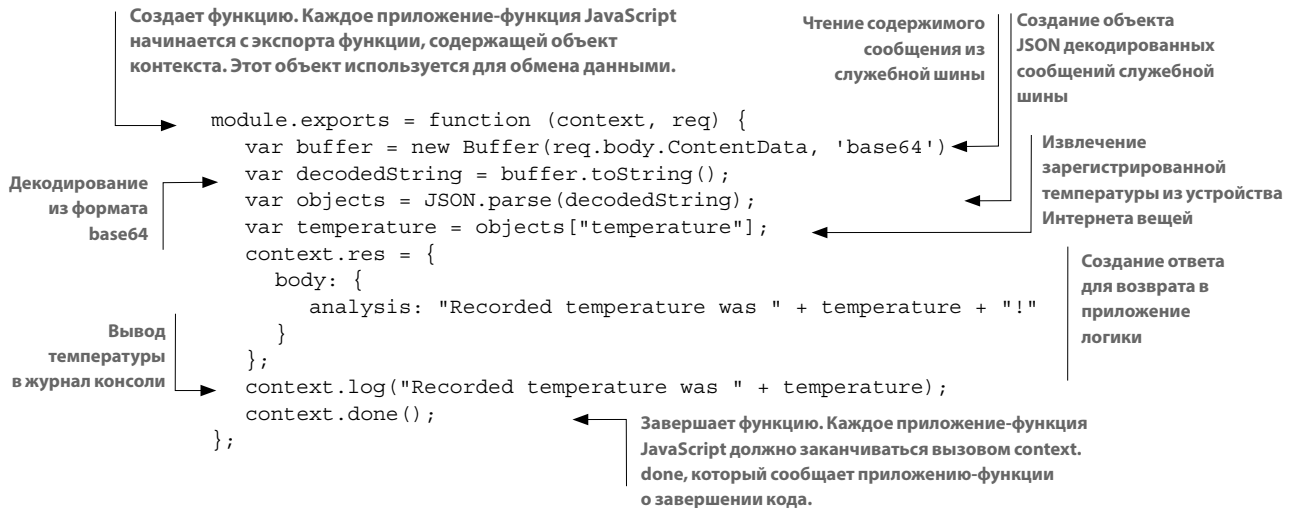 Создает функцию. Каждое приложение-функция JavaScript
начинается с экспорта функции, содержащей объект
контекста. Этот объект используется для обмена данными.
Чтение содержимого
сообщения из
служебной шины
Создание объекта
JSON декодированных
сообщений служебной
шины
module.exports = function (context, req) {
var buffer = new Buffer(req.body.ContentData, 'base64')
var decodedString = buffer.toString();
var objects = JSON.parse(decodedString);
var temperature = objects["temperature"];
context.res = {
body: {
analysis: "Recorded temperature was " + temperature + "!"
}
};
context.log("Recorded temperature was " + temperature);
context.done();
};
Декодирование
из формата
base64
Извлечение
зарегистрированной
температуры из устройства
Интернета вещей
Создание ответа
для возврата в
приложение
логики
Вывод
температуры
в журнал консоли
Завершает функцию. Каждое приложение-функция
JavaScript должно заканчиваться вызовом context.
done, который сообщает приложению-функции
о завершении кода.